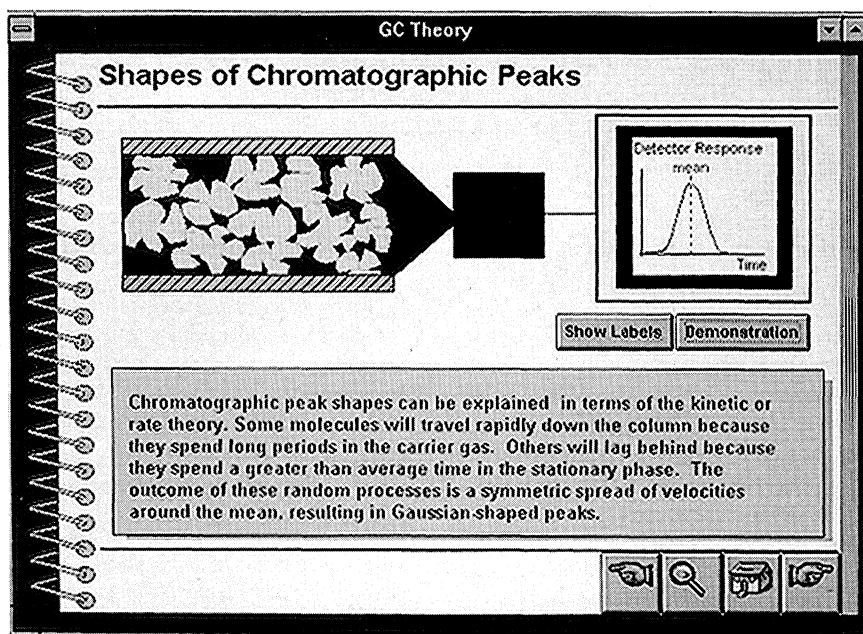 GC Theory
Shapes of Chromatographic Peaks
Detector Response
mean
Time
Show Labels
Demonstration
Chromatographic peak shapes can be explained in terms of the kinetic or
rate theory. Some molecules will travel rapidly down the column because
they spend long periods in the carrier gas. Others will lag behind because
they spend a greater than average time in the stationary phase. The
outcome of these random processes is a symmetric spread of velocities
around the mean, resulting in Gaussian-shaped peaks.